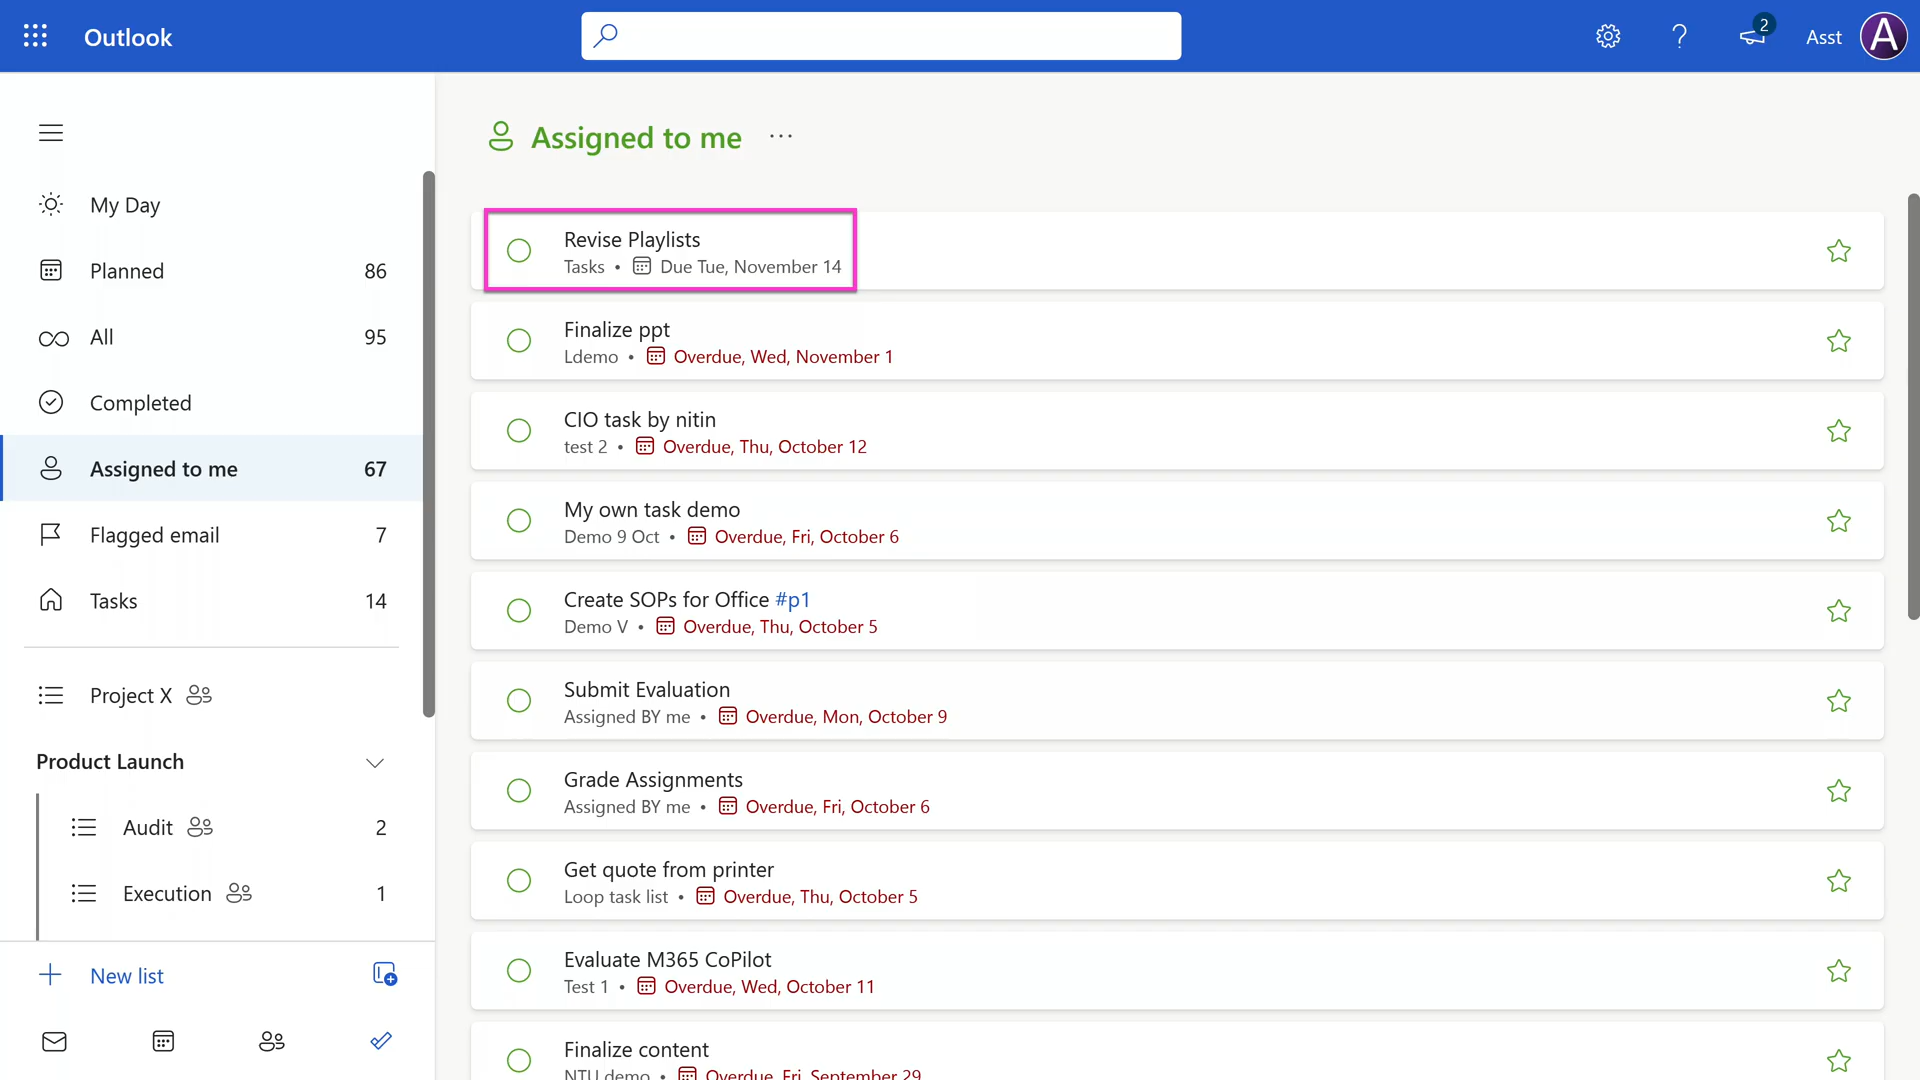 Outlook
2
Asst
A
My Day
Planned 86
All 95
Completed
Assigned to me 67
Flagged email 7
Tasks 14
Project X
Product Launch
Audit 2
Execution 1
New list
Assigned to me ...
Revise Playlists
Tasks • Due Tue, November 14
Finalize ppt
Ldemo • Overdue, Wed, November 1
CIO task by nitin
test 2 • Overdue, Thu, October 12
My own task demo
Demo 9 Oct • Overdue, Fri, October 6
Create SOPs for Office #p1
Demo V • Overdue, Thu, October 5
Submit Evaluation
Assigned BY me • Overdue, Mon, October 9
Grade Assignments
Assigned BY me • Overdue, Fri, October 6
Get quote from printer
Loop task list • Overdue, Thu, October 5
Evaluate M365 CoPilot
Test 1 • Overdue, Wed, October 11
Finalize content
NTU demo • Overdue, Fri, September 29